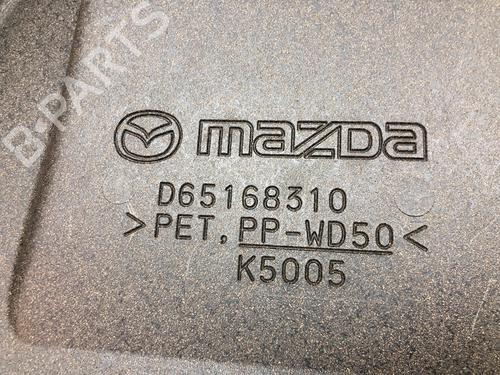 B-PARTS
mazda
D65168310
>PET, PP-WD50<
K5005